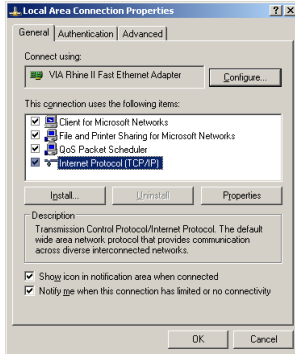 Local Area Connection Properties
General Authentication Advanced
Connect using:
VIA Rhine II Fast Ethernet Adapter
Configure...
This connection uses the following items:
Client for Microsoft Networks
File and Printer Sharing for Microsoft Networks
QoS Packet Scheduler
Internet Protocol (TCP/IP)
Install... Uninstall Properties
Description
Transmission Control Protocol/Internet Protocol. The default
wide area network protocol that provides communication
across diverse interconnected networks.
Show icon in notification area when connected
Notify me when this connection has limited or no connectivity
OK Cancel